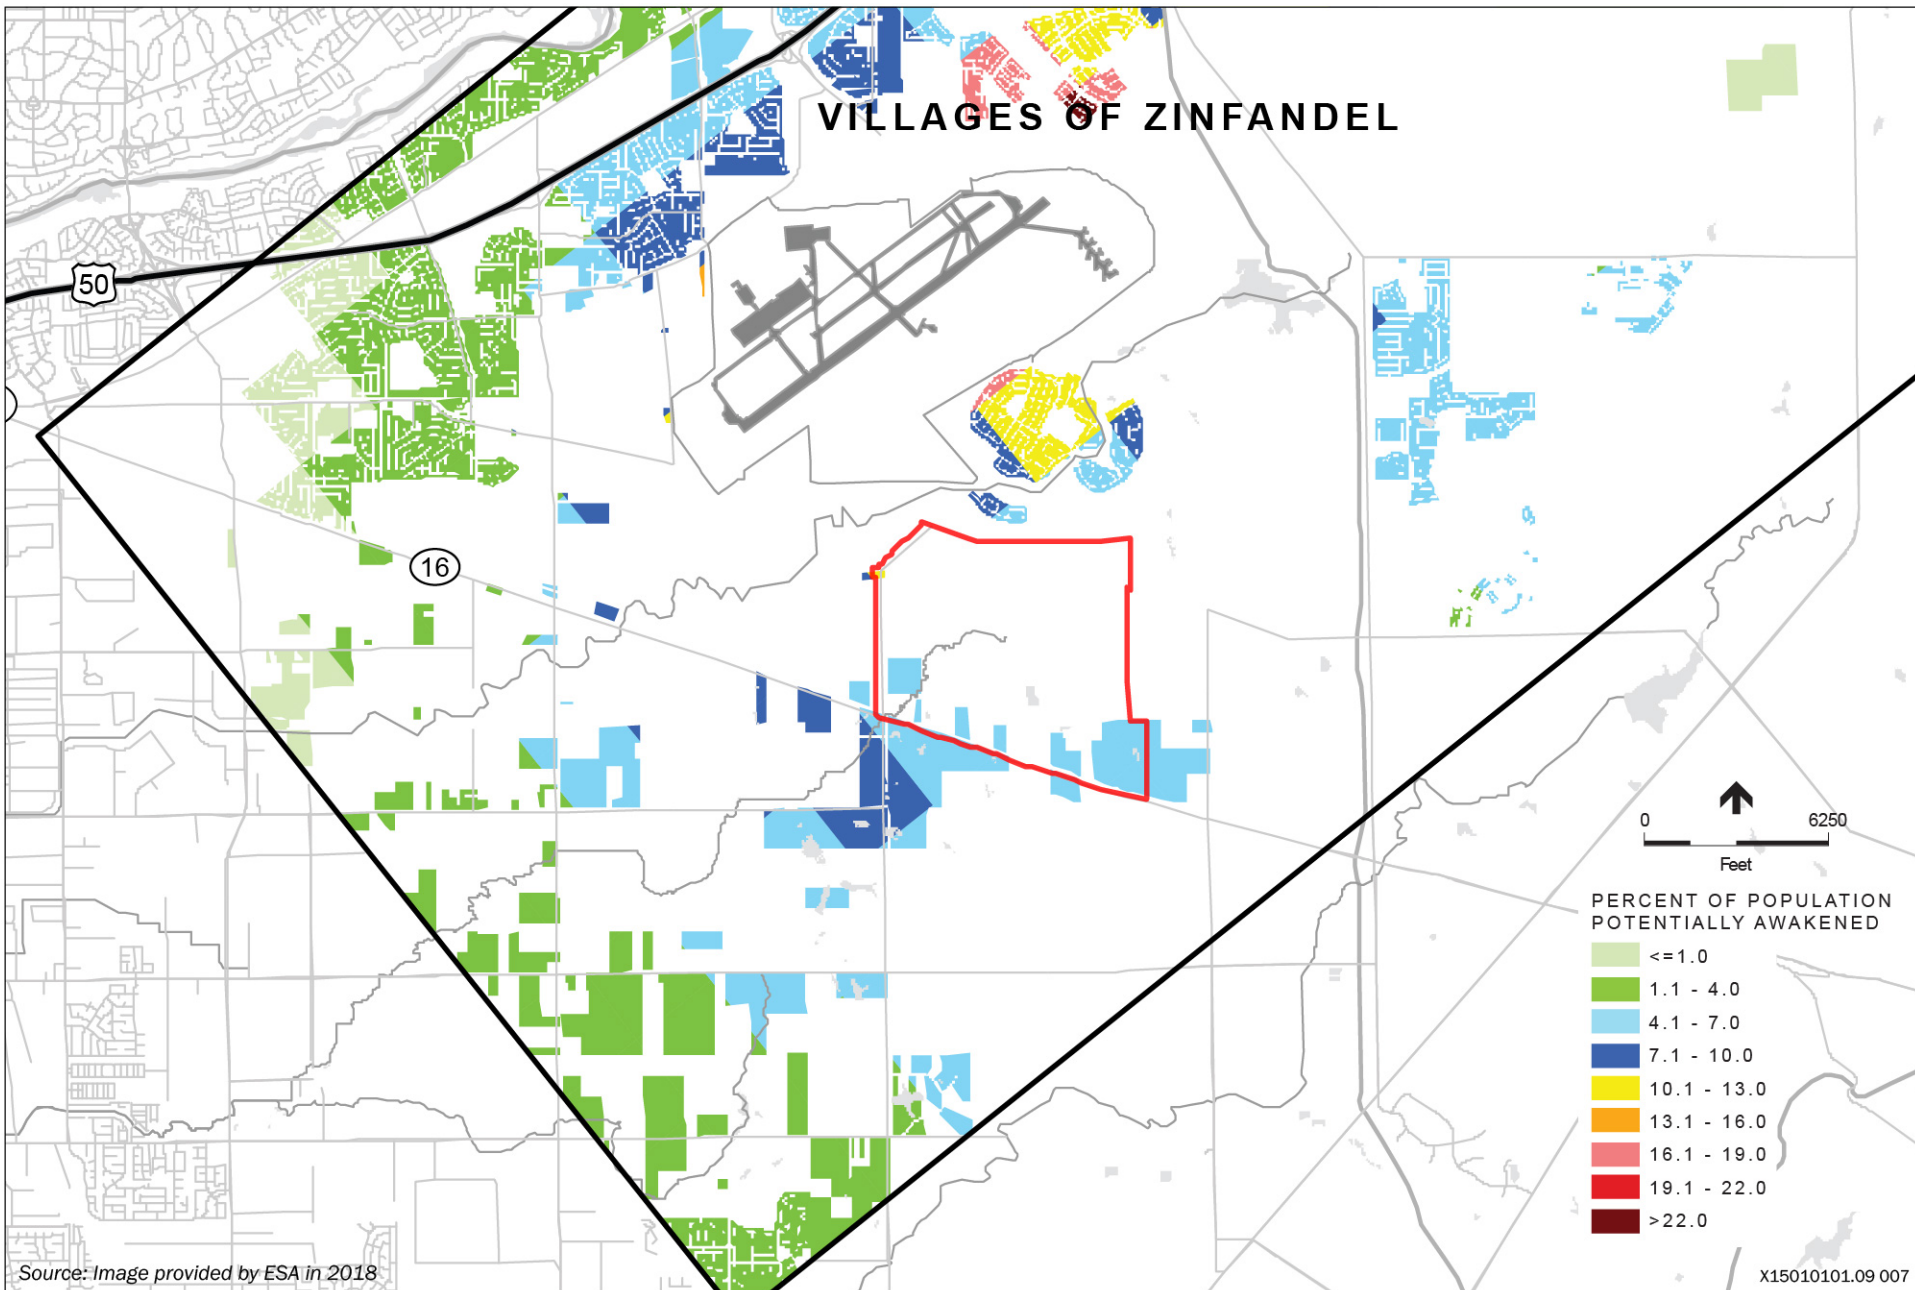 VILLAGES OF ZINFANDEL
50
16
0 6250
Feet
PERCENT OF POPULATION
POTENTIALLY AWAKENED
<=1.0
1.1 - 4.0
4.1 - 7.0
7.1 - 10.0
10.1 - 13.0
13.1 - 16.0
16.1 - 19.0
19.1 - 22.0
>22.0
Source: Image provided by ESA in 2018
X15010101.09 007